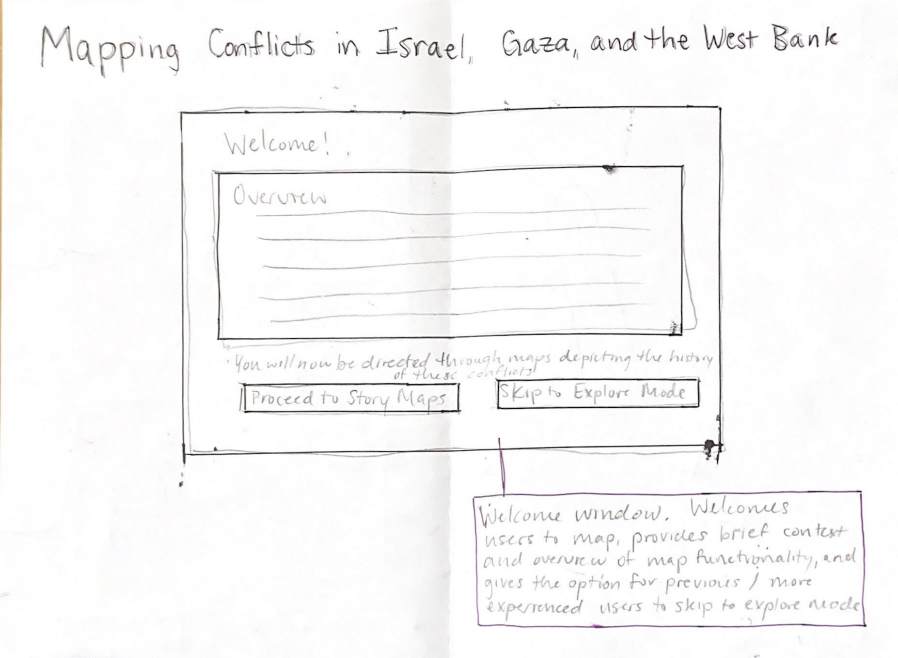 Mapping Conflicts in Israel, Gaza, and the West Bank
Welcome!
Overview
You will now be directed through maps depicting the history
of these conflicts!
Proceed to Story Maps
Skip to Explore Mode
Welcome window. Welcomes
users to map, provides brief context
and overview of map functionality, and
gives the option for previous / more
experienced users to skip to explore mode